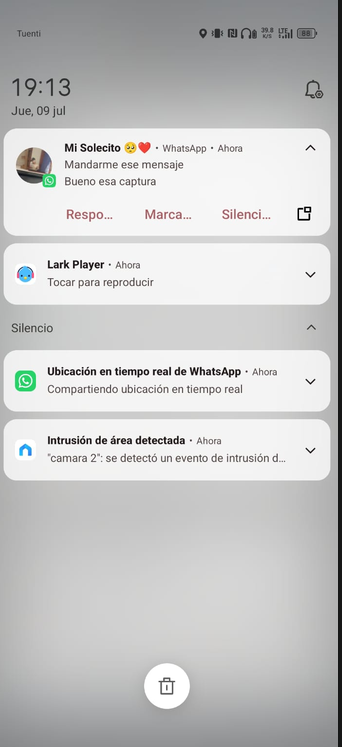 Tuenti
39.8
K/S
LTE
88
19:13
Jue, 09 jul
Mi Solecito 🥺❤️ • WhatsApp • Ahora
Mandarme ese mensaje
Bueno esa captura
Respo...
Marca...
Silenci...
Lark Player • Ahora
Tocar para reproducir
Silencio
Ubicación en tiempo real de WhatsApp • Ahora
Compartiendo ubicación en tiempo real
Intrusión de área detectada • Ahora
"camara 2": se detectó un evento de intrusión d...